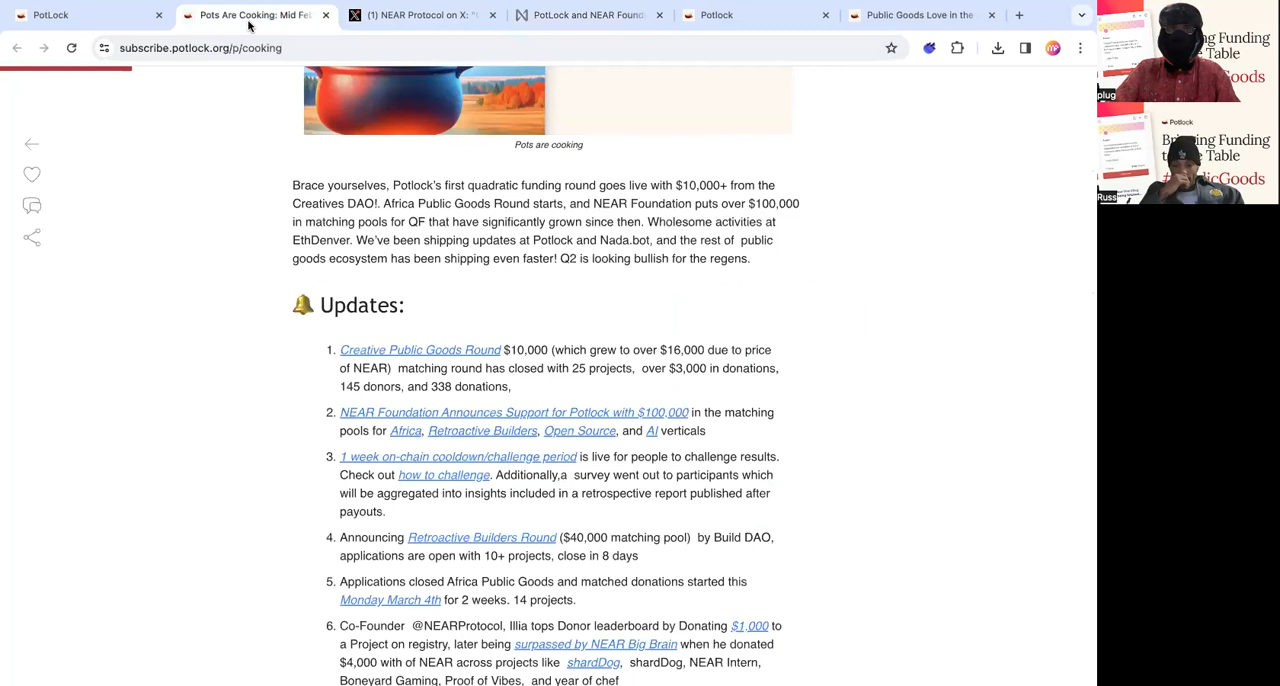 PotLock
Pots Are Cooking: Mid Feb
(1) NEAR Protocol on X: "
PotLock and NEAR Found
Potlock
Public Goods Love in the
subscribe.potlock.org/p/cooking
Pots are cooking
Brace yourselves, Potlock's first quadratic funding round goes live with $10,000+ from the
Creatives DAO!. Africa Public Goods Round starts, and NEAR Foundation puts over $100,000
in matching pools for QF that have significantly grown since then. Wholesome activities at
EthDenver. We've been shipping updates at Potlock and Nada.bot, and the rest of public
goods ecosystem has been shipping even faster! Q2 is looking bullish for the regens.
🔔 Updates:
1. Creative Public Goods Round $10,000 (which grew to over $16,000 due to price
of NEAR) matching round has closed with 25 projects, over $3,000 in donations,
145 donors, and 338 donations,
2. NEAR Foundation Announces Support for Potlock with $100,000 in the matching
pools for Africa, Retroactive Builders, Open Source, and AI verticals
3. 1 week on-chain cooldown/challenge period is live for people to challenge results.
Check out how to challenge. Additionally,a survey went out to participants which
will be aggregated into insights included in a retrospective report published after
payouts.
4. Announcing Retroactive Builders Round ($40,000 matching pool) by Build DAO,
applications are open with 10+ projects, close in 8 days
5. Applications closed Africa Public Goods and matched donations started this
Monday March 4th for 2 weeks. 14 projects.
6. Co-Founder @NEARProtocol, Illia tops Donor leaderboard by Donating $1,000 to
a Project on registry, later being surpassed by NEAR Big Brain when he donated
$4,000 with of NEAR across projects like shardDog, shardDog, NEAR Intern,
Boneyard Gaming, Proof of Vibes, and year of chef
ng Funding
Table
Goods
plug
Potlock
Bringing Funding
to Table
Goods
Russ